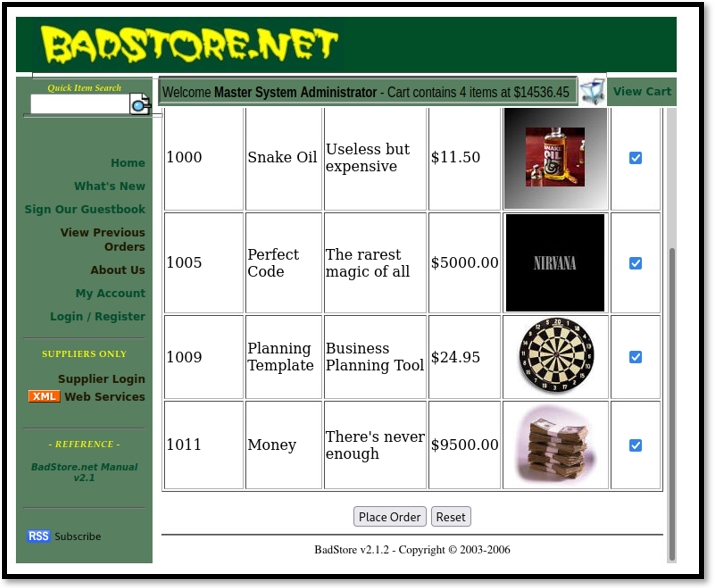 BADSTORE.NET
Quick Item Search
Welcome Master System Administrator - Cart contains 4 items at $14536.45
View Cart
Home
What's New
Sign Our Guestbook
View Previous
Orders
About Us
My Account
Login / Register
SUPPLIERS ONLY
Supplier Login
XML Web Services
- REFERENCE -
BadStore.net Manual
v2.1
RSS Subscribe
1000 Snake Oil Useless but
expensive $11.50
SNAKE
OIL
1005 Perfect
Code The rarest
magic of all $5000.00 NIRVANA
1009 Planning
Template Business
Planning Tool $24.95
1011 Money There's never
enough $9500.00
Place Order Reset
BadStore v2.1.2 - Copyright © 2003-2006